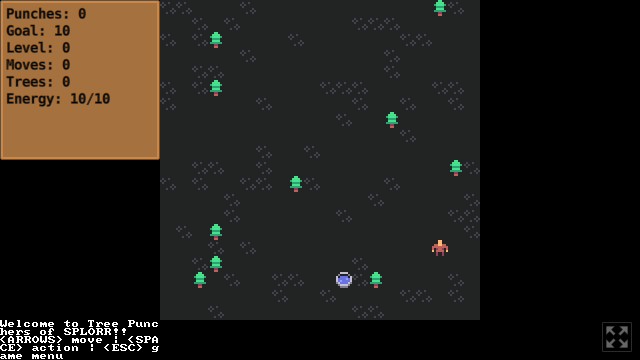 Punches: 0
Goal: 10
Level: 0
Moves: 0
Trees: 0
Energy: 10/10
Welcome to Tree Punc
hers of SPLORR!!
<ARROWS> move | <SPA
CE> action | <ESC> g
ame menu